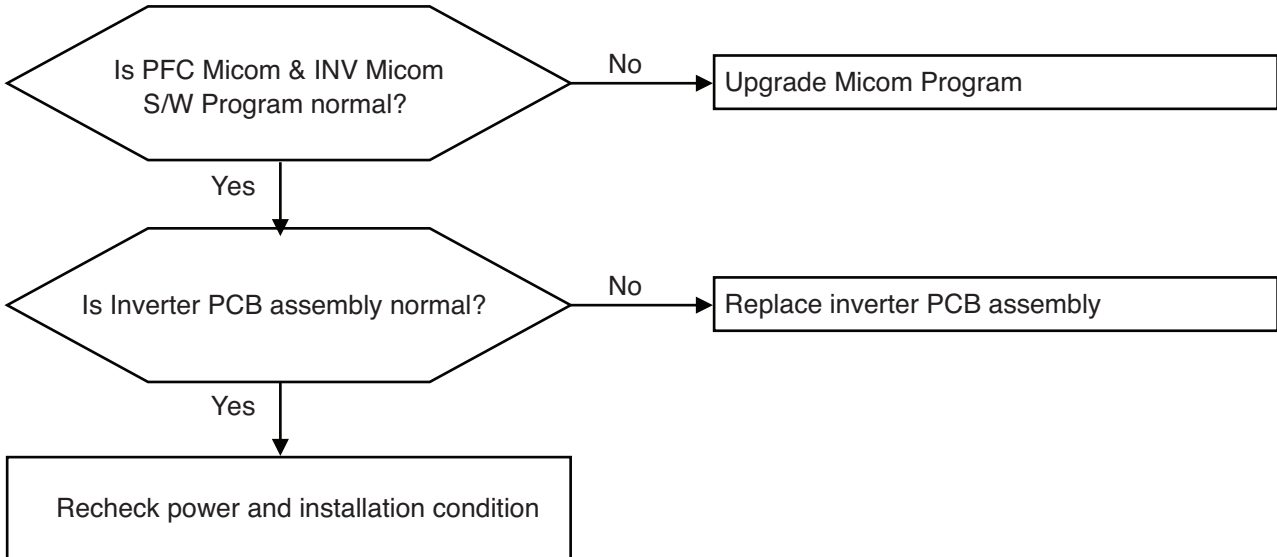 Is PFC Micom & INV Micom
S/W Program normal?
No
Upgrade Micom Program
Yes
Is Inverter PCB assembly normal?
No
Replace inverter PCB assembly
Yes
Recheck power and installation condition